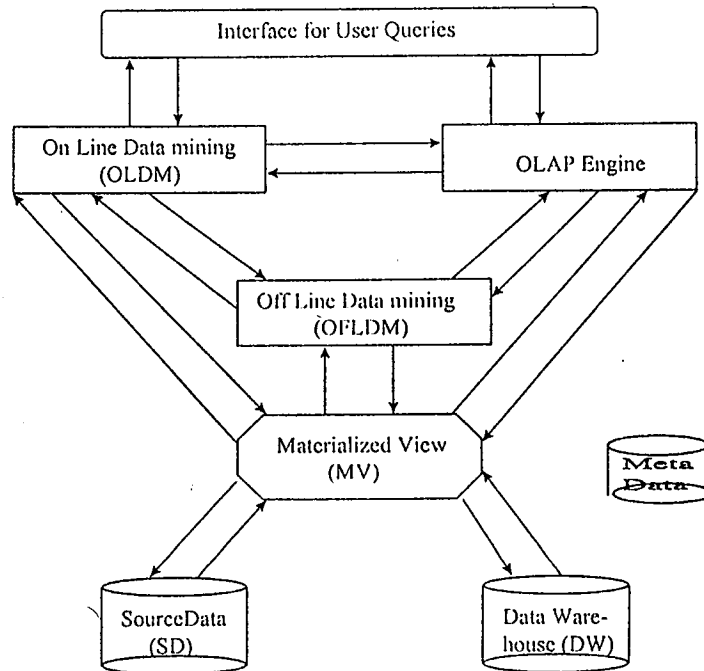 Interface for User Queries
On Line Data mining
(OLDM)
OLAP Engine
Off Line Data mining
(OFLDM)
Materialized View
(MV)
Meta
Data
SourceData
(SD)
Data Ware-
house (DW)